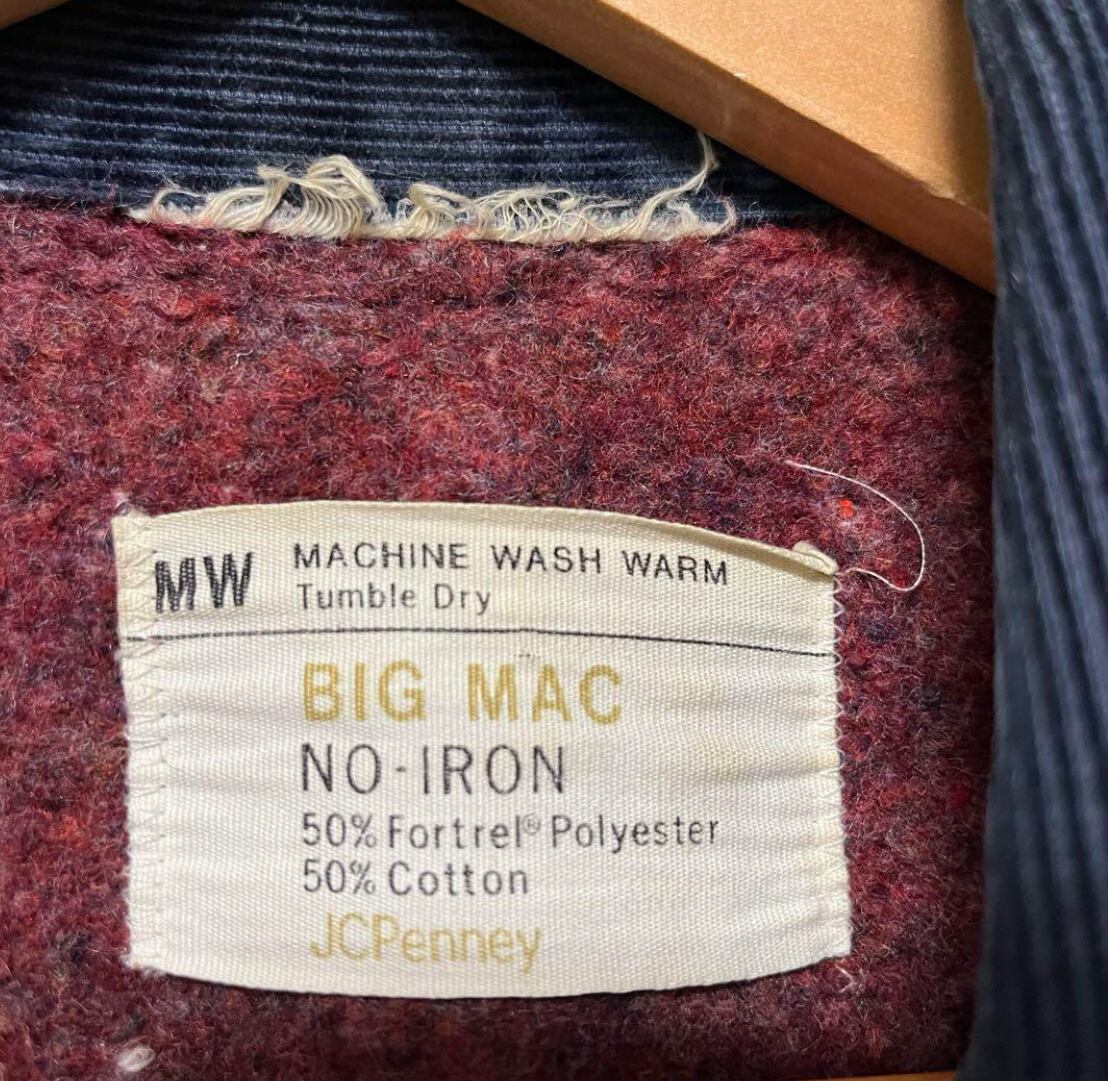 MW MACHINE WASH WARM
Tumble Dry
BIG MAC
NO-IRON
50% Fortrel® Polyester
50% Cotton
JCPenney